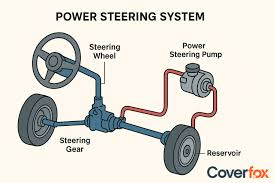 POWER STEERING SYSTEM
Steering
Wheel
Power
Steering Pump
Steering
Gear
Reservoir
Coverfox